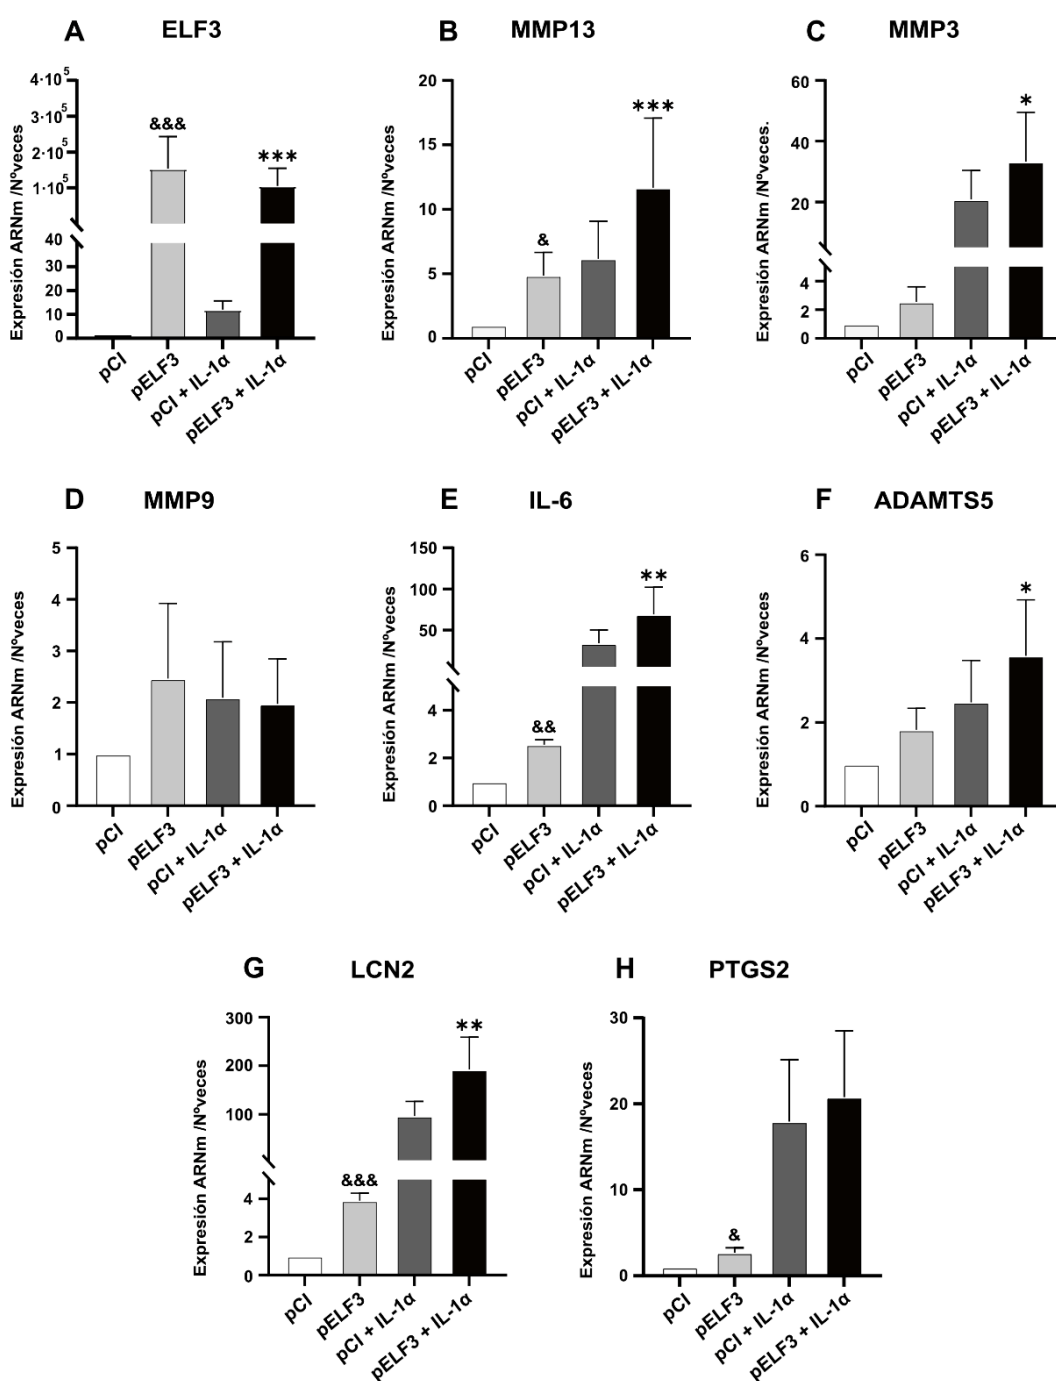 A ELF3
Expresión ARNm /Nºveces
4·10⁵
3·10⁵
2·10⁵
1·10⁵
40
30
20
10
0
&&&
***
pCI
pELF3
pCI + IL-1α
pELF3 + IL-1α
B MMP13
Expresión ARNm /Nºveces
20
15
10
5
0
&
***
pCI
pELF3
pCI + IL-1α
pELF3 + IL-1α
C MMP3
Expresión ARNm /Nºveces.
60
40
20
4
2
0
*
pCI
pELF3
pCI + IL-1α
pELF3 + IL-1α
D MMP9
Expresión ARNm /Nºveces
5
4
3
2
1
0
pCI
pELF3
pCI + IL-1α
pELF3 + IL-1α
E IL-6
Expresión ARNm /Nºveces
150
100
50
4
2
0
&&
**
pCI
pELF3
pCI + IL-1α
pELF3 + IL-1α
F ADAMTS5
Expresión ARNm /Nºveces
6
4
2
0
*
pCI
pELF3
pCI + IL-1α
pELF3 + IL-1α
G LCN2
Expresión ARNm /Nºveces
300
200
100
4
2
0
&&&
**
pCI
pELF3
pCI + IL-1α
pELF3 + IL-1α
H PTGS2
Expresión ARNm /Nºveces
30
20
10
0
&
pCI
pELF3
pCI + IL-1α
pELF3 + IL-1α